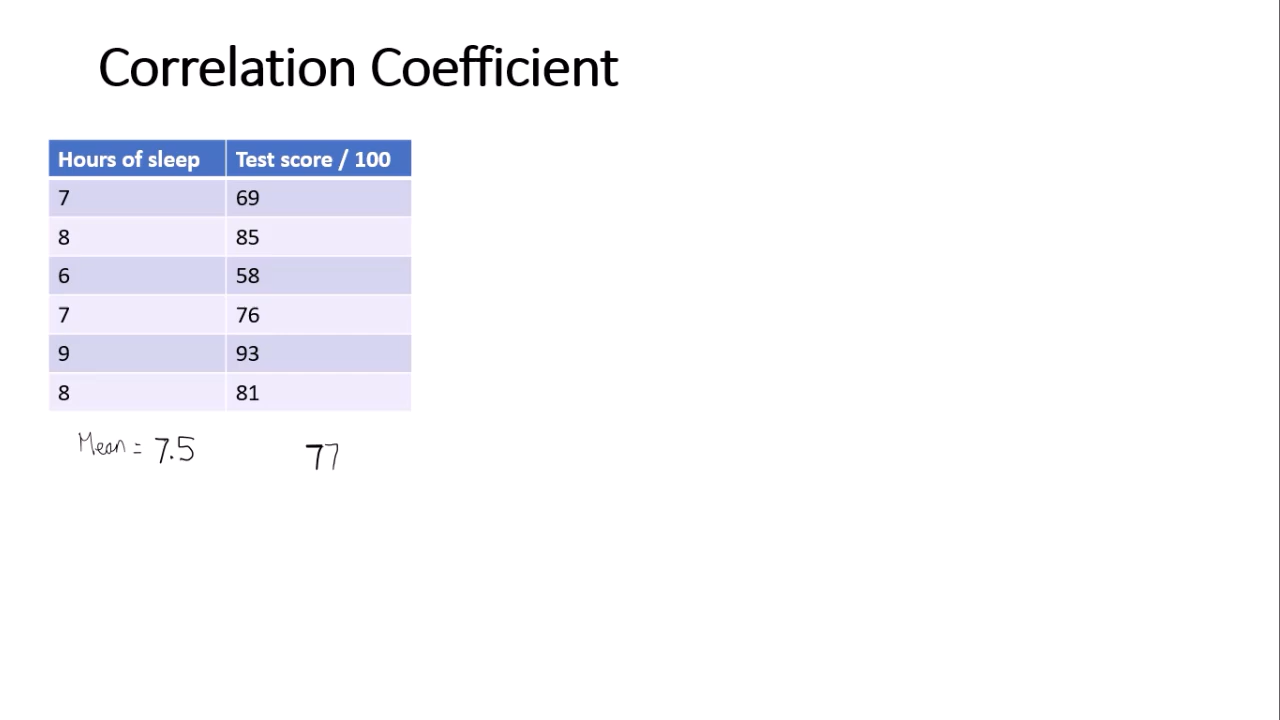 Correlation Coefficient
Hours of sleep Test score / 100
7 69
8 85
6 58
7 76
9 93
8 81
Mean = 7.5 77